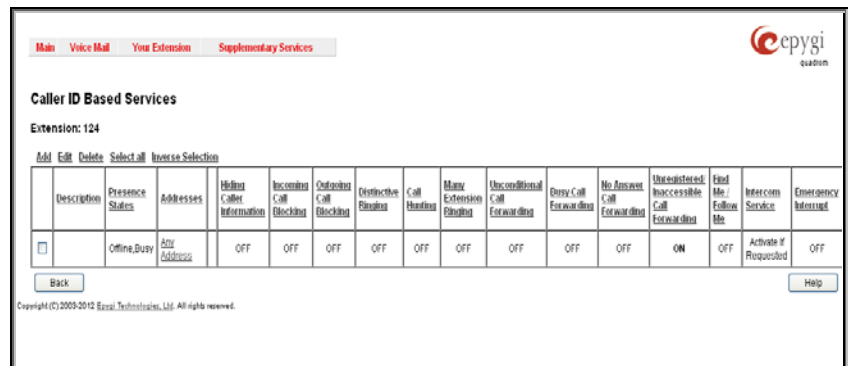 Main Voice Mail Your Extension Supplementary Services
epygi
quadrom
Caller ID Based Services
Extension: 124
Add Edit Delete Select all Inverse Selection
Description
Presence States
Addresses
Hiding Caller Information
Incoming Call Blocking
Outgoing Call Blocking
Distinctive Ringing
Call Hunting
Many Extension Ringing
Unconditional Call Forwarding
Busy Call Forwarding
No Answer Call Forwarding
Unregistered/ Inaccessible Call Forwarding
Find Me / Follow Me
Intercom Service
Emergency Interrupt
Offline,Busy Any Address OFF OFF OFF OFF OFF OFF OFF OFF OFF ON OFF Activate If Requested OFF
Back Help
Copyright (C) 2003-2012 Epygi Technologies, Ltd. All rights reserved.